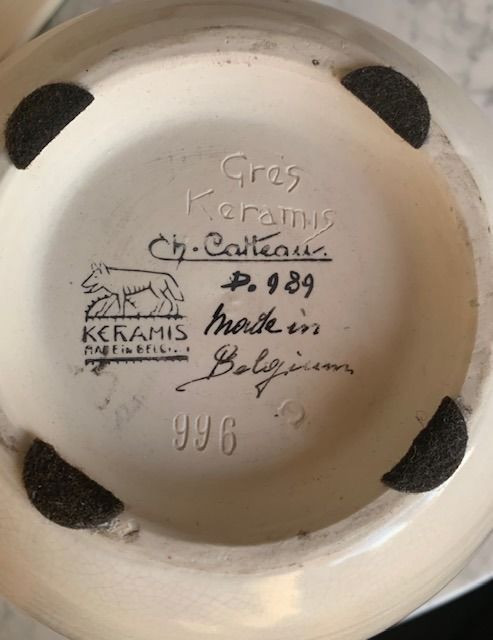 Grès
Keramis
Ch. Catteau.
D. 989
KERAMIS
MADE IN BELG
made in
Belgium
996